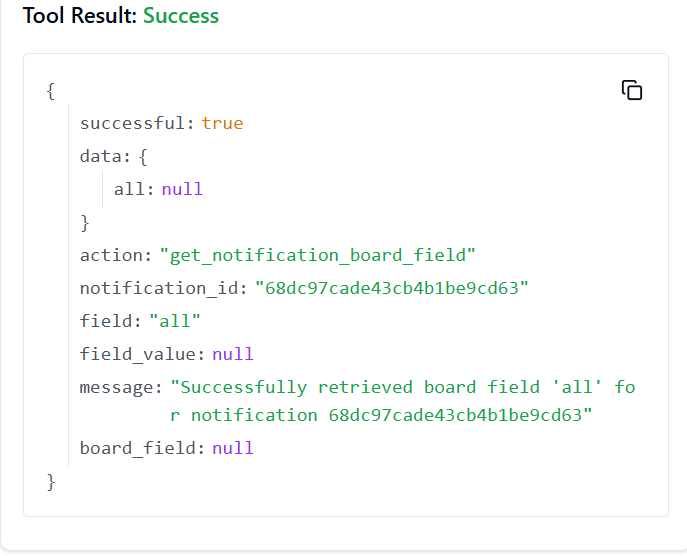 Tool Result: Success
{
successful: true
data: {
all: null
}
action: "get_notification_board_field"
notification_id: "68dc97cade43cb4b1be9cd63"
field: "all"
field_value: null
message: "Successfully retrieved board field 'all' fo
r notification 68dc97cade43cb4b1be9cd63"
board_field: null
}